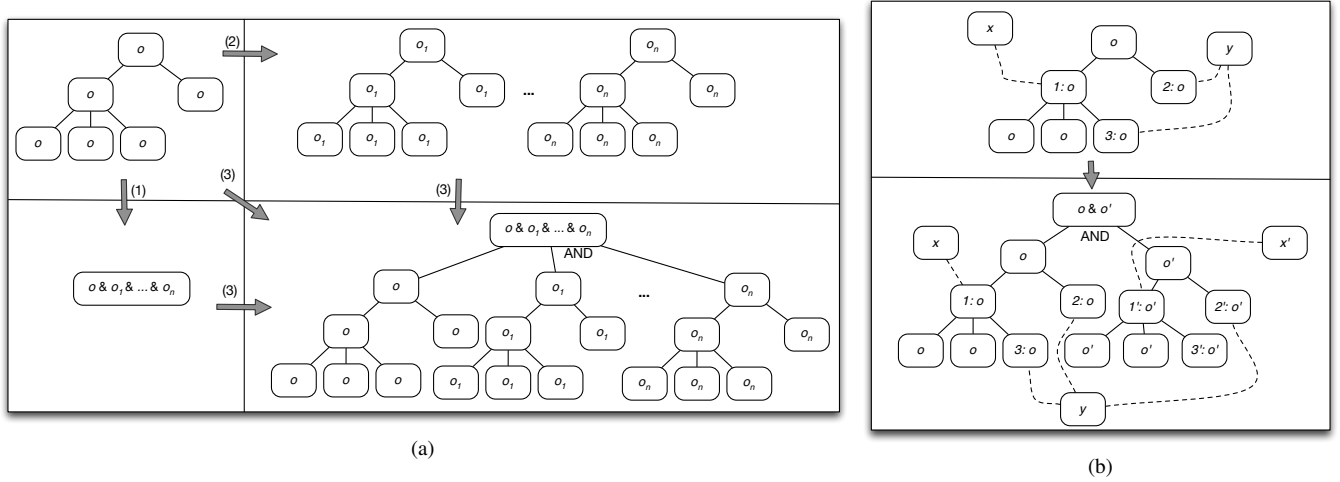 o
(2)
o o
o o o
o₁
o₁ o₁
o₁ o₁ o₁
...
oₙ
oₙ oₙ
oₙ oₙ oₙ
(1)
(3)
(3)
o & o₁ & ... & oₙ
(3)
o & o₁ & ... & oₙ
AND
o
o o
o o o
o₁
o₁ o₁
o₁ o₁ o₁
...
oₙ
oₙ oₙ
oₙ oₙ oₙ
(a)
x
o
y
1: o
2: o
o o 3: o
o & o'
AND
x
o
o'
x'
1: o
2: o
1': o'
2': o'
o o 3: o
o' o' 3': o'
y
(b)